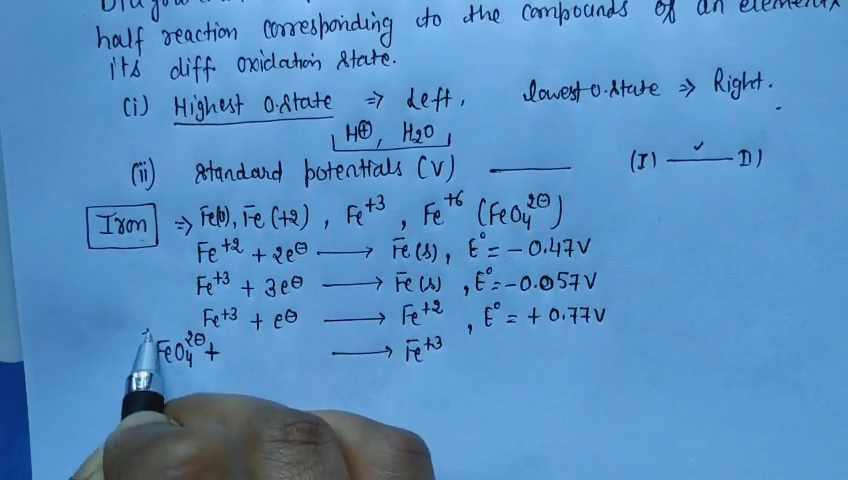 half reaction corresponding to the compounds of an element
its diff oxidation state.
(i) Highest O.State ⇒ Left, lowest O.State ⇒ Right.
H⊕, H2O
(ii) Standard potentials (V) (I) D)
Iron ⇒ Fe(0), Fe(+2), Fe+3, Fe+6 (FeO4 2⊖)
Fe+2 + 2e⊖ → Fe(s), E° = -0.47V
Fe+3 + 3e⊖ → Fe(s), E° = -0.057V
Fe+3 + e⊖ → Fe+2, E° = +0.77V
FeO4 2⊖ + → Fe+3